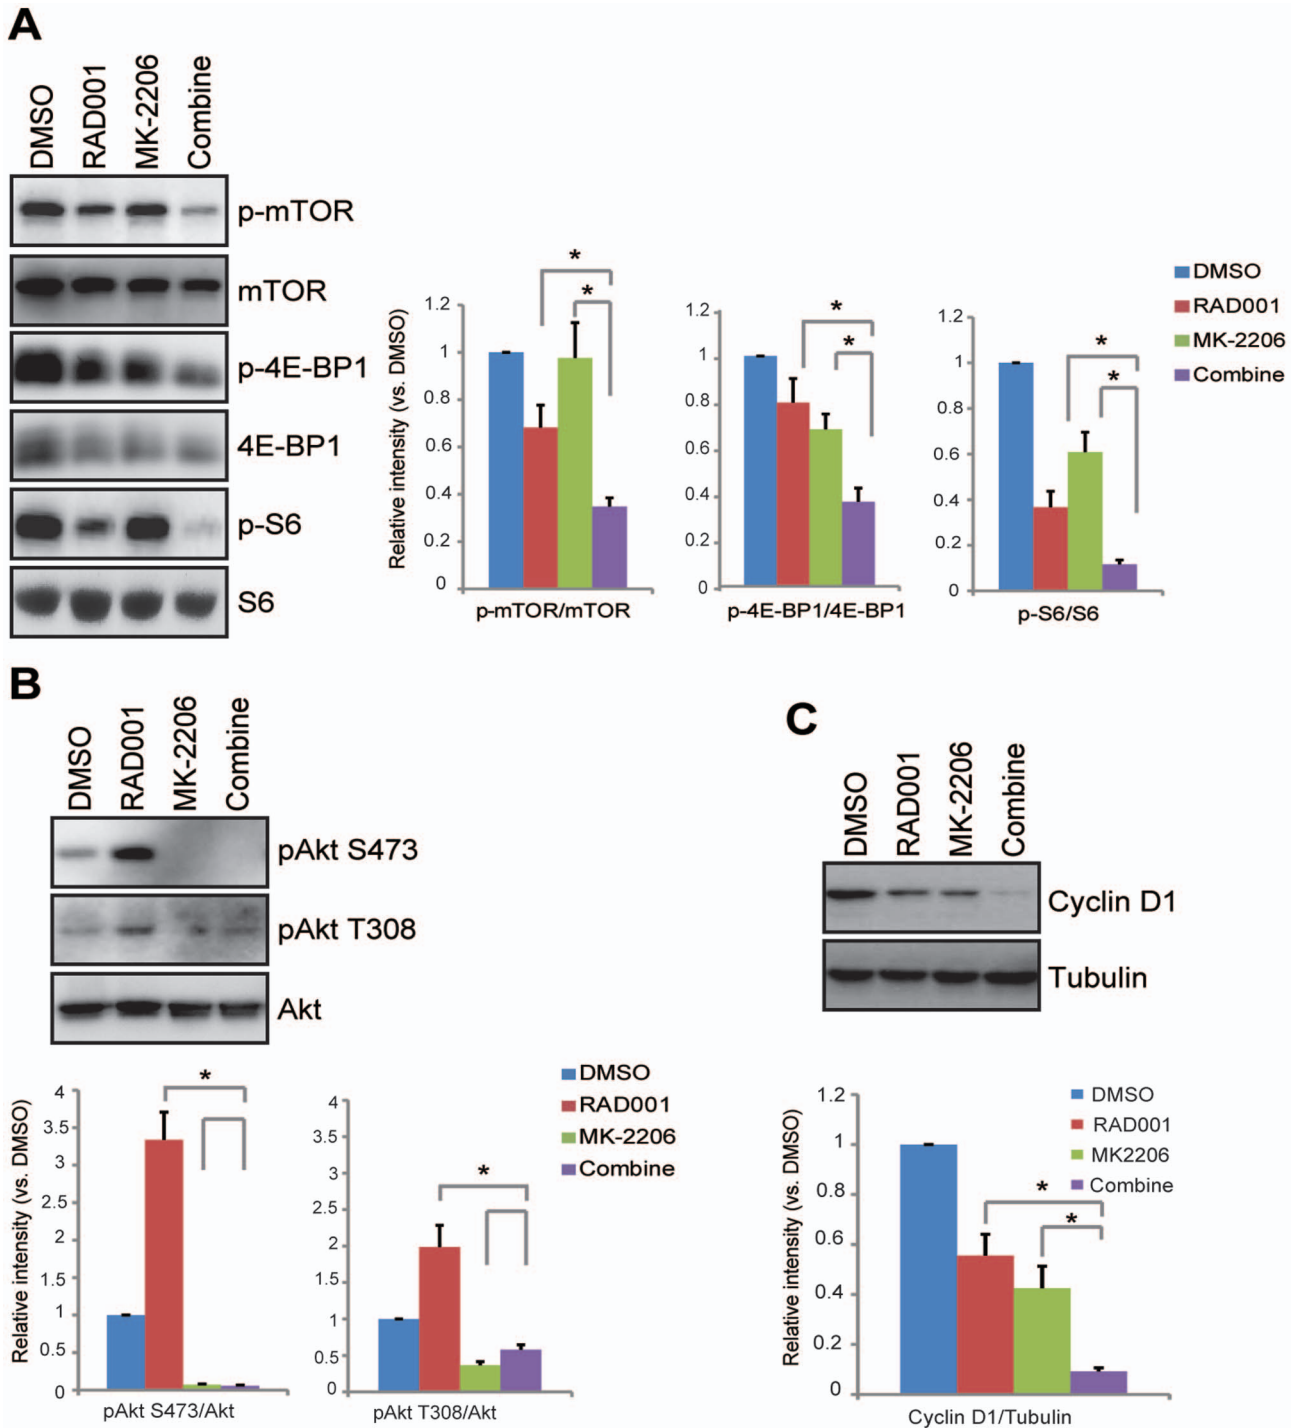 A
DMSO
RAD001
MK-2206
Combine
p-mTOR
mTOR
p-4E-BP1
4E-BP1
p-S6
S6
Relative intensity (vs. DMSO)
1.2
1
0.8
0.6
0.4
0.2
0
*
*
p-mTOR/mTOR
1.2
1
0.8
0.6
0.4
0.2
0
*
*
p-4E-BP1/4E-BP1
1.2
1
0.8
0.6
0.4
0.2
0
*
*
p-S6/S6
DMSO
RAD001
MK-2206
Combine
B
DMSO
RAD001
MK-2206
Combine
pAkt S473
pAkt T308
Akt
Relative intensity (vs. DMSO)
4
3.5
3
2.5
2
1.5
1
0.5
0
*
pAkt S473/Akt
4
3.5
3
2.5
2
1.5
1
0.5
0
*
pAkt T308/Akt
DMSO
RAD001
MK-2206
Combine
C
DMSO
RAD001
MK-2206
Combine
Cyclin D1
Tubulin
Relative intensity (vs. DMSO)
1.2
1
0.8
0.6
0.4
0.2
0
*
*
DMSO
RAD001
MK2206
Combine
Cyclin D1/Tubulin